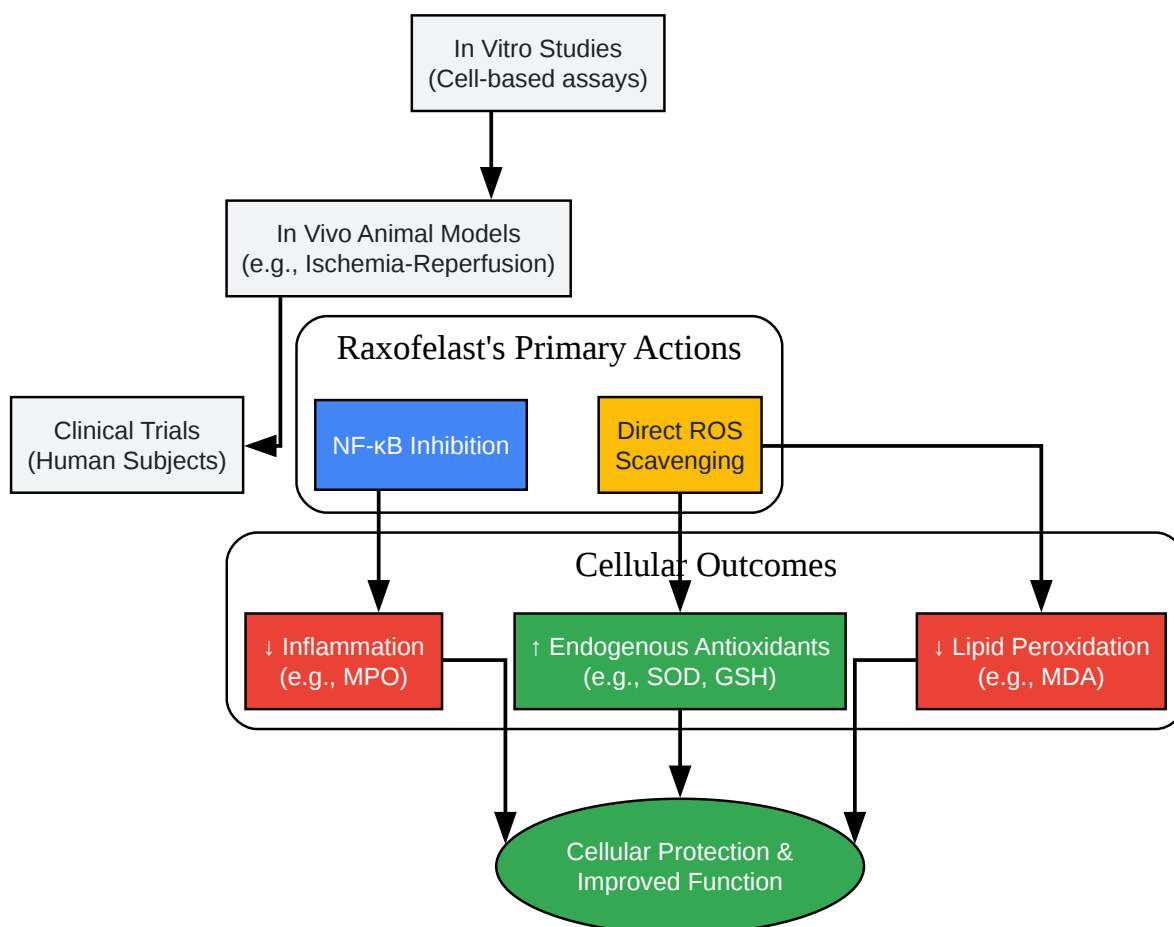 In Vitro Studies
(Cell-based assays)
In Vivo Animal Models
(e.g., Ischemia-Reperfusion)
Raxofelast's Primary Actions
Clinical Trials
(Human Subjects)
NF-κB Inhibition
Direct ROS
Scavenging
Cellular Outcomes
↓ Inflammation
(e.g., MPO)
↑ Endogenous Antioxidants
(e.g., SOD, GSH)
↓ Lipid Peroxidation
(e.g., MDA)
Cellular Protection &
Improved Function